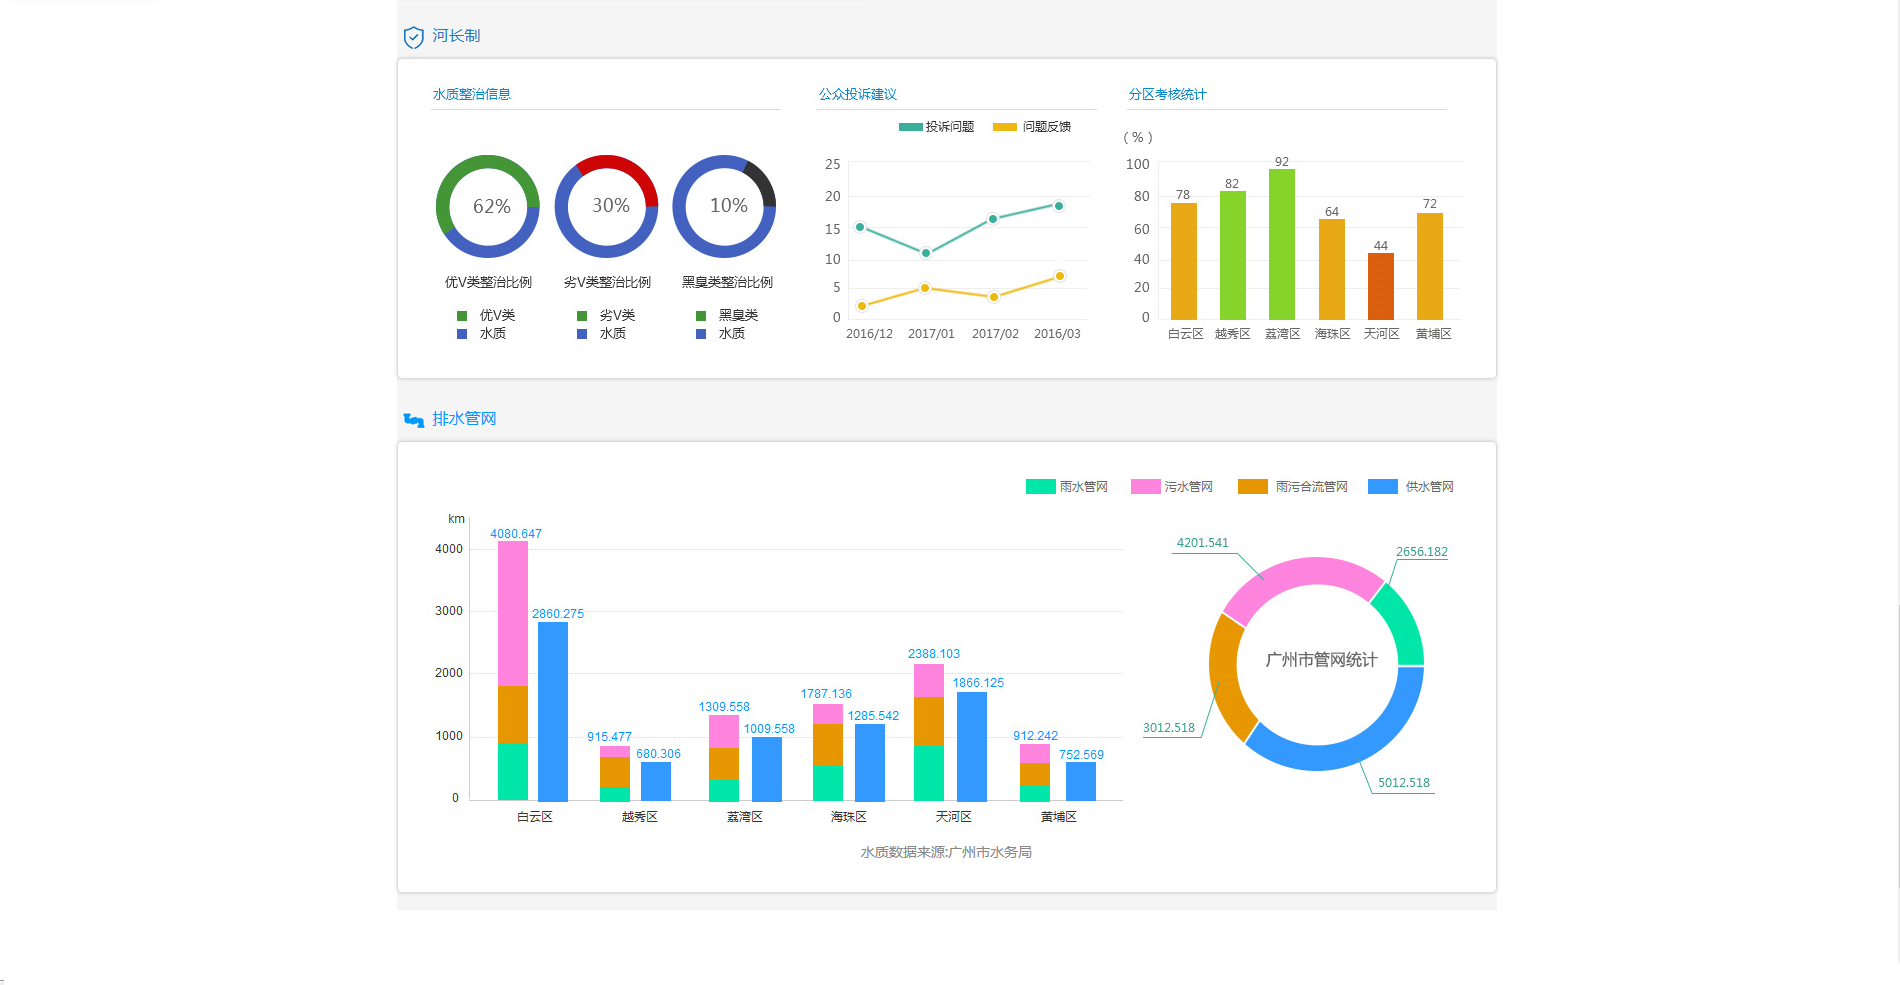 河长制
水质整治信息
62%
30%
10%
优V类整治比例
劣V类整治比例
黑臭类整治比例
优V类
水质
劣V类
水质
黑臭类
水质
公众投诉建议
投诉问题
问题反馈
25
20
15
10
5
0
2016/12
2017/01
2017/02
2016/03
分区考核统计
( % )
100
80
60
40
20
0
78
82
92
64
44
72
白云区
越秀区
荔湾区
海珠区
天河区
黄埔区
排水管网
雨水管网
污水管网
雨污合流管网
供水管网
km
4000
3000
2000
1000
0
4080.647
2860.275
915.477
680.306
1309.558
1009.558
1787.136
1285.542
2388.103
1866.125
912.242
752.569
白云区
越秀区
荔湾区
海珠区
天河区
黄埔区
4201.541
2656.182
广州市管网统计
3012.518
5012.518
水质数据来源:广州市水务局